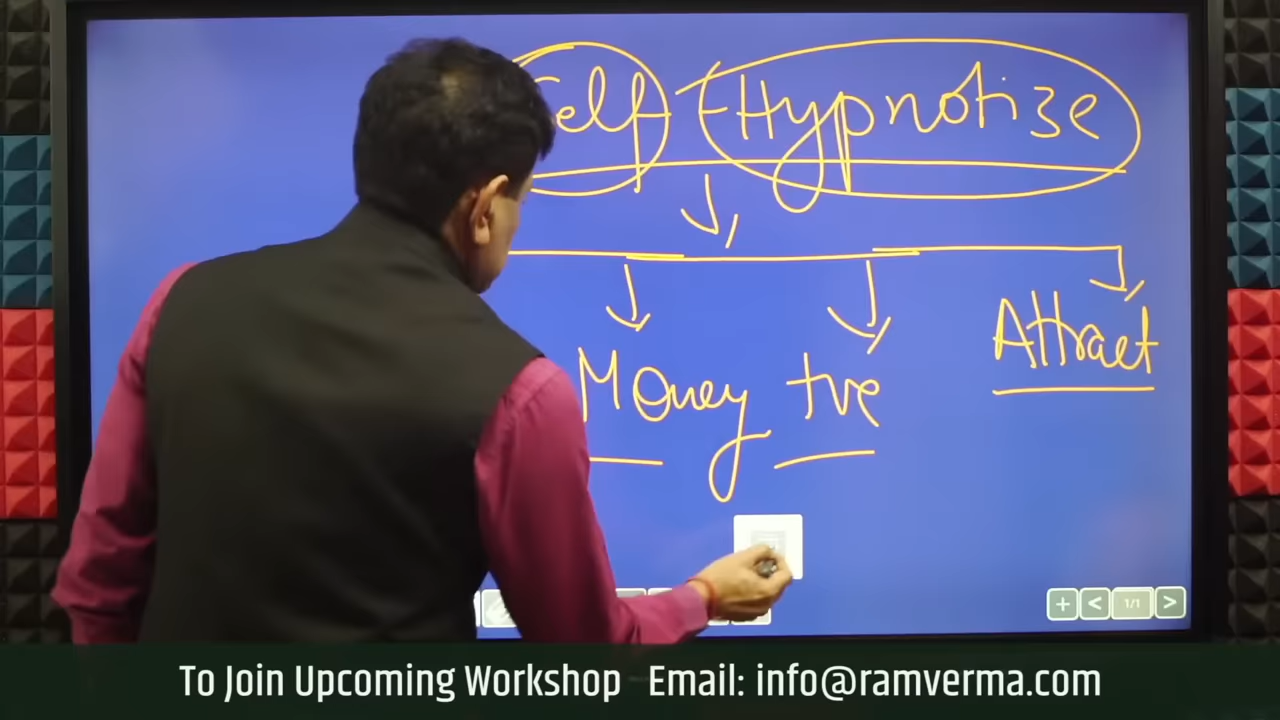 Self Hypnotize
Money +ve Attract
+ < 1/1 >
To Join Upcoming Workshop Email: info@ramverma.com